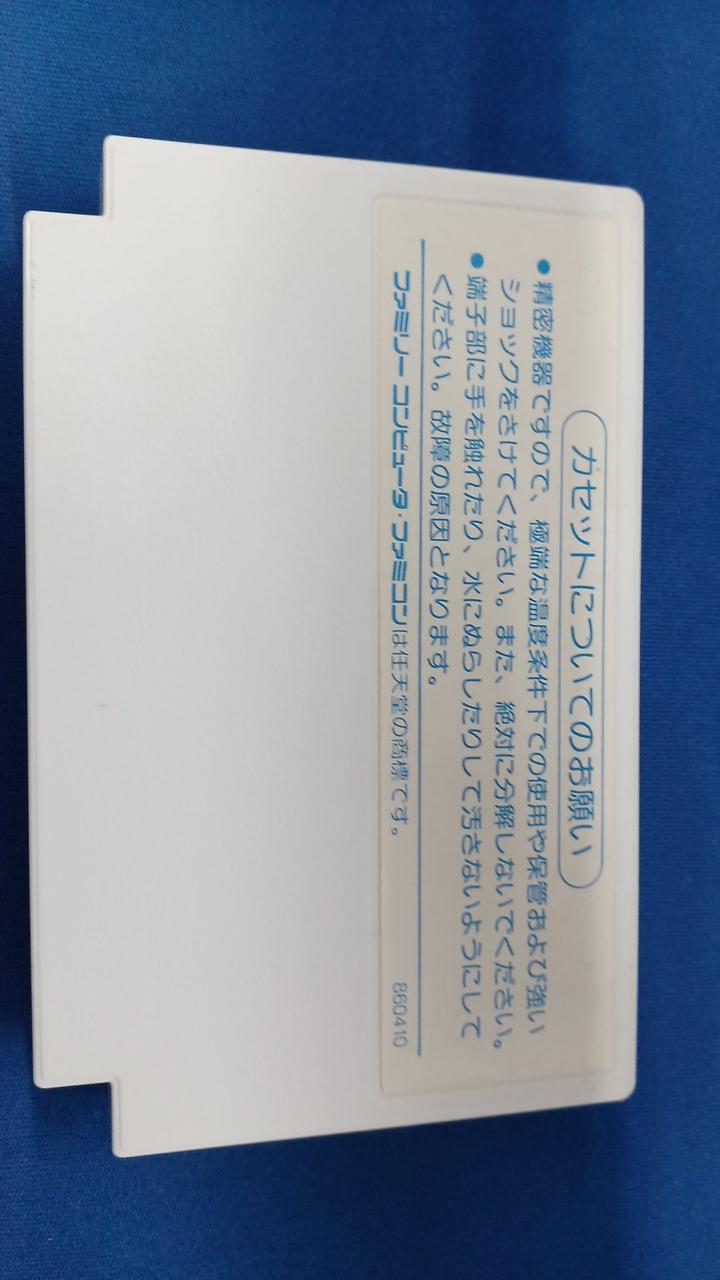 カセットについてのお願い
●精密機器ですので、極端な温度条件下での使用や保管および強い
ショックをさけてください。また、絶対に分解しないでください。
●端子部に手を触れたり、水にぬらしたりして汚さないようにして
ください。故障の原因となります。
ファミリー コンピュータ・ファミコンは任天堂の商標です。
860410